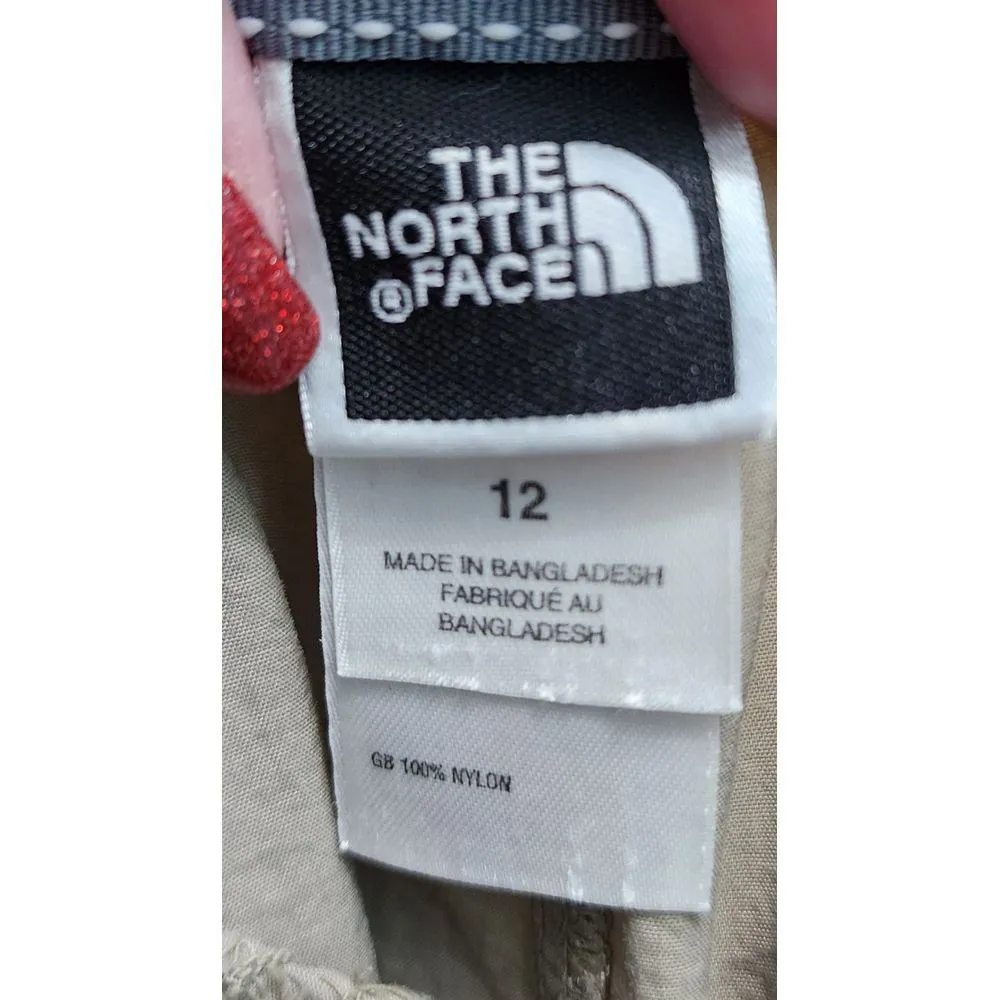 THE
NORTH
® FACE
12
MADE IN BANGLADESH
FABRIQUÉ AU
BANGLADESH
GB 100% NYLON